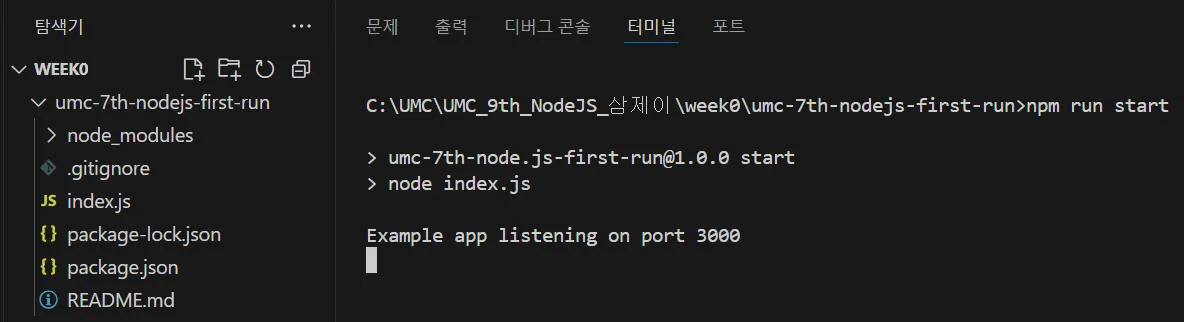 탐색기
WEEK0
umc-7th-nodejs-first-run
node_modules
.gitignore
JS index.js
{} package-lock.json
{} package.json
README.md
문제 출력 디버그 콘솔 터미널 포트
C:\UMC\UMC_9th_NodeJS_삼제이\week0\umc-7th-nodejs-first-run>npm run start
> umc-7th-node.js-first-run@1.0.0 start
> node index.js
Example app listening on port 3000